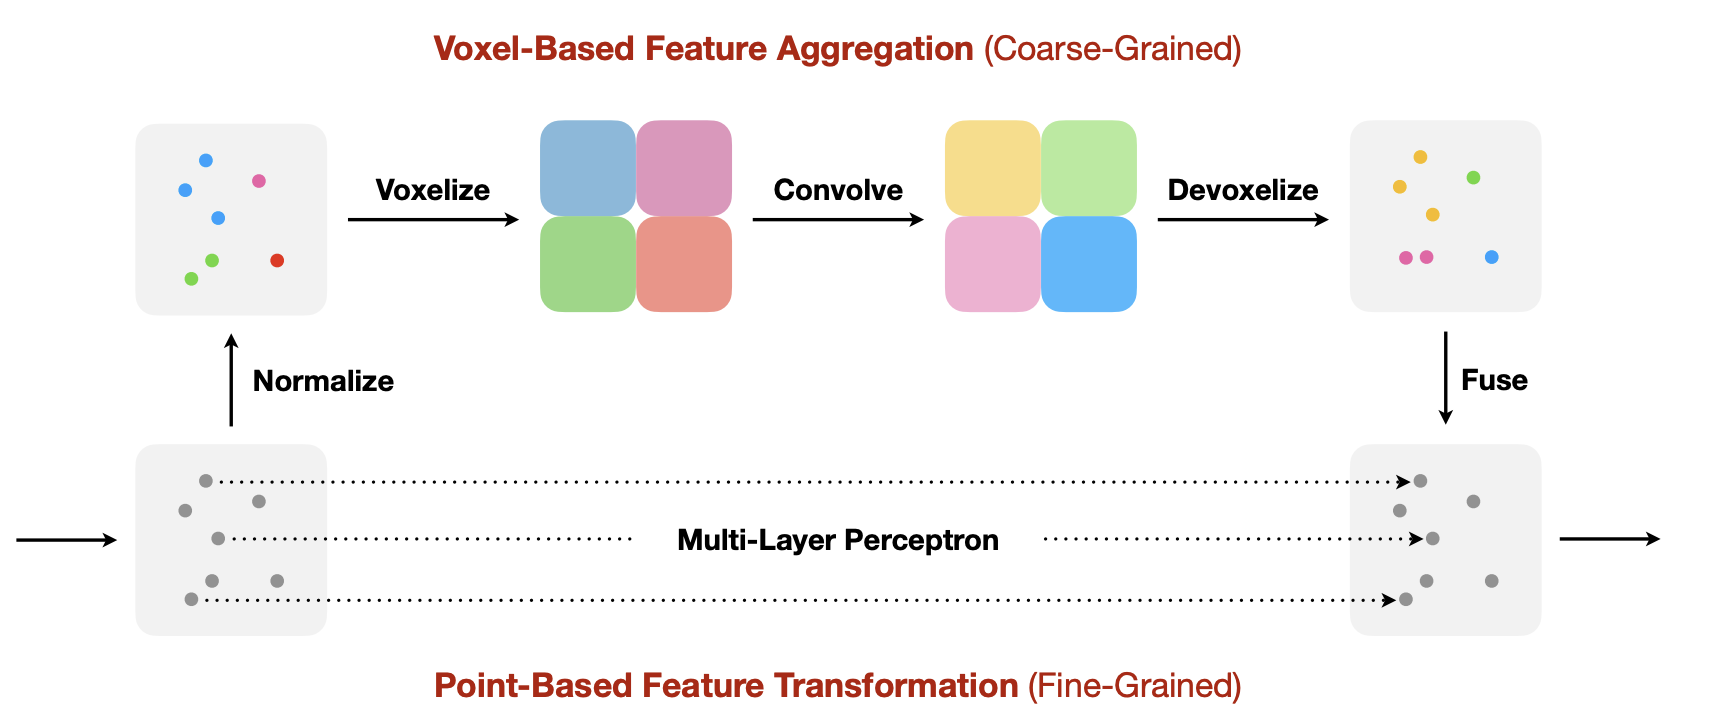 Voxel-Based Feature Aggregation (Coarse-Grained)
Voxelize
Convolve
Devoxelize
Normalize
Fuse
Multi-Layer Perceptron
Point-Based Feature Transformation (Fine-Grained)